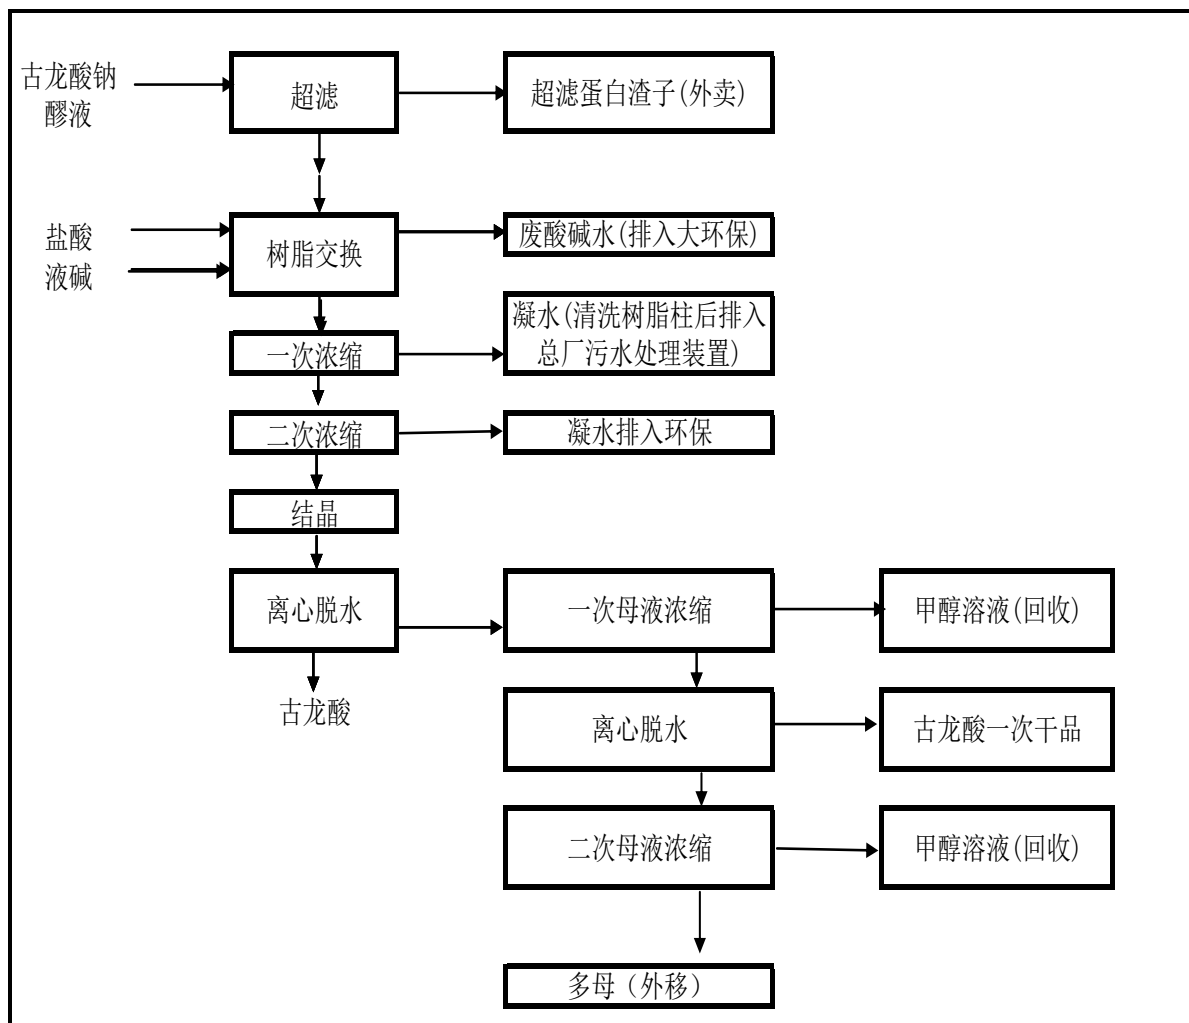 古龙酸钠
醪液
超滤
超滤蛋白渣子(外卖)
盐酸
液碱
树脂交换
废酸碱水(排入大环保)
一次浓缩
凝水(清洗树脂柱后排入
总厂污水处理装置)
二次浓缩
凝水排入环保
结晶
离心脱水
一次母液浓缩
甲醇溶液(回收)
古龙酸
离心脱水
古龙酸一次干品
二次母液浓缩
甲醇溶液(回收)
多母（外移）